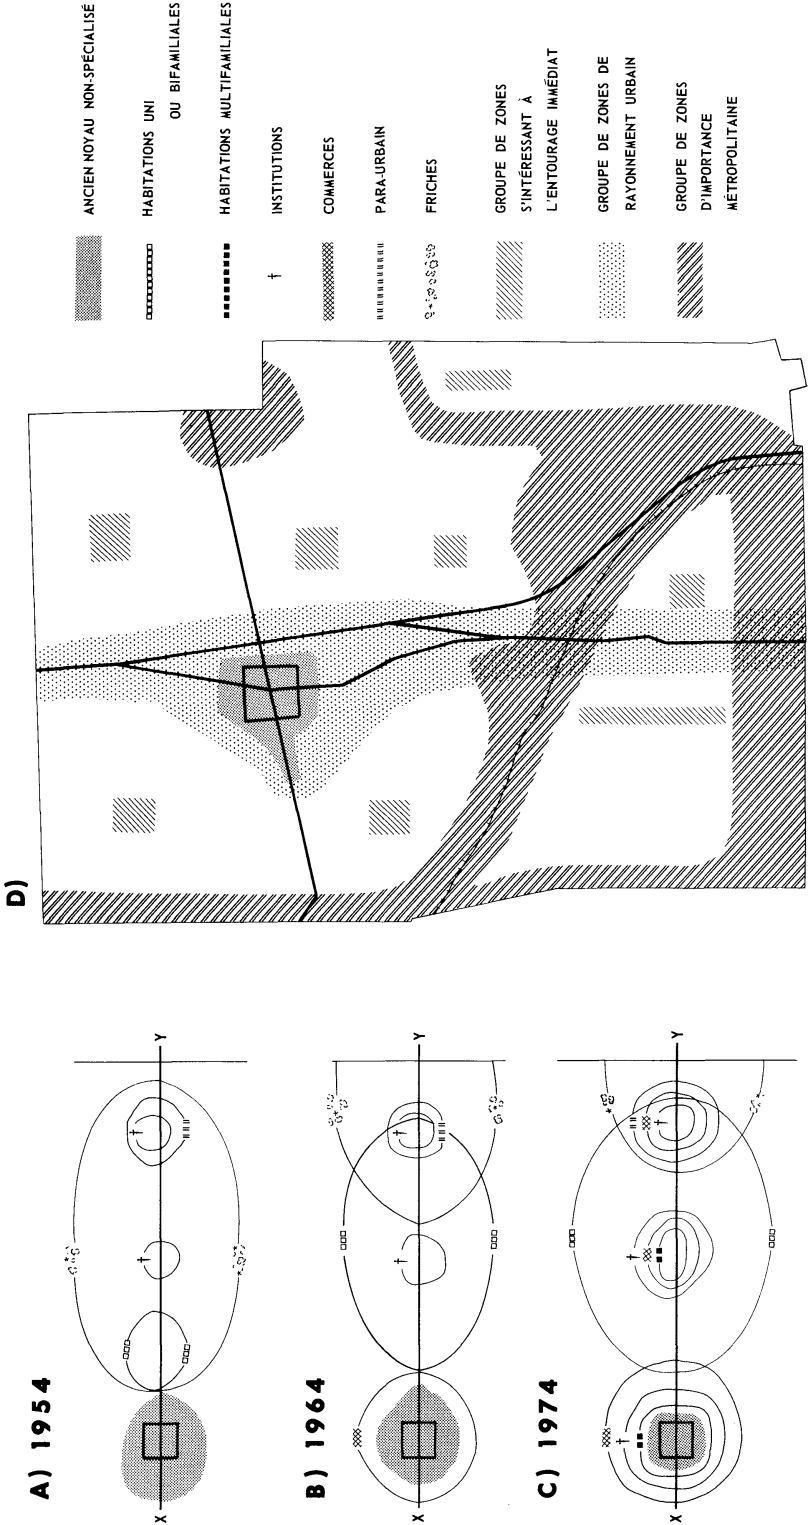 A) 1954
X
Y
B) 1964
X
Y
C) 1974
X
Y
D)
ANCIEN NOYAU NON-SPÉCIALISÉ
HABITATIONS UNI
OU BIFAMILIALES
HABITATIONS MULTIFAMILIALES
INSTITUTIONS
COMMERCES
PARA-URBAIN
FRICHES
GROUPE DE ZONES
S'INTÉRESSANT À
L'ENTOURAGE IMMÉDIAT
GROUPE DE ZONES DE
RAYONNEMENT URBAIN
GROUPE DE ZONES
D'IMPORTANCE
MÉTROPOLITAINE